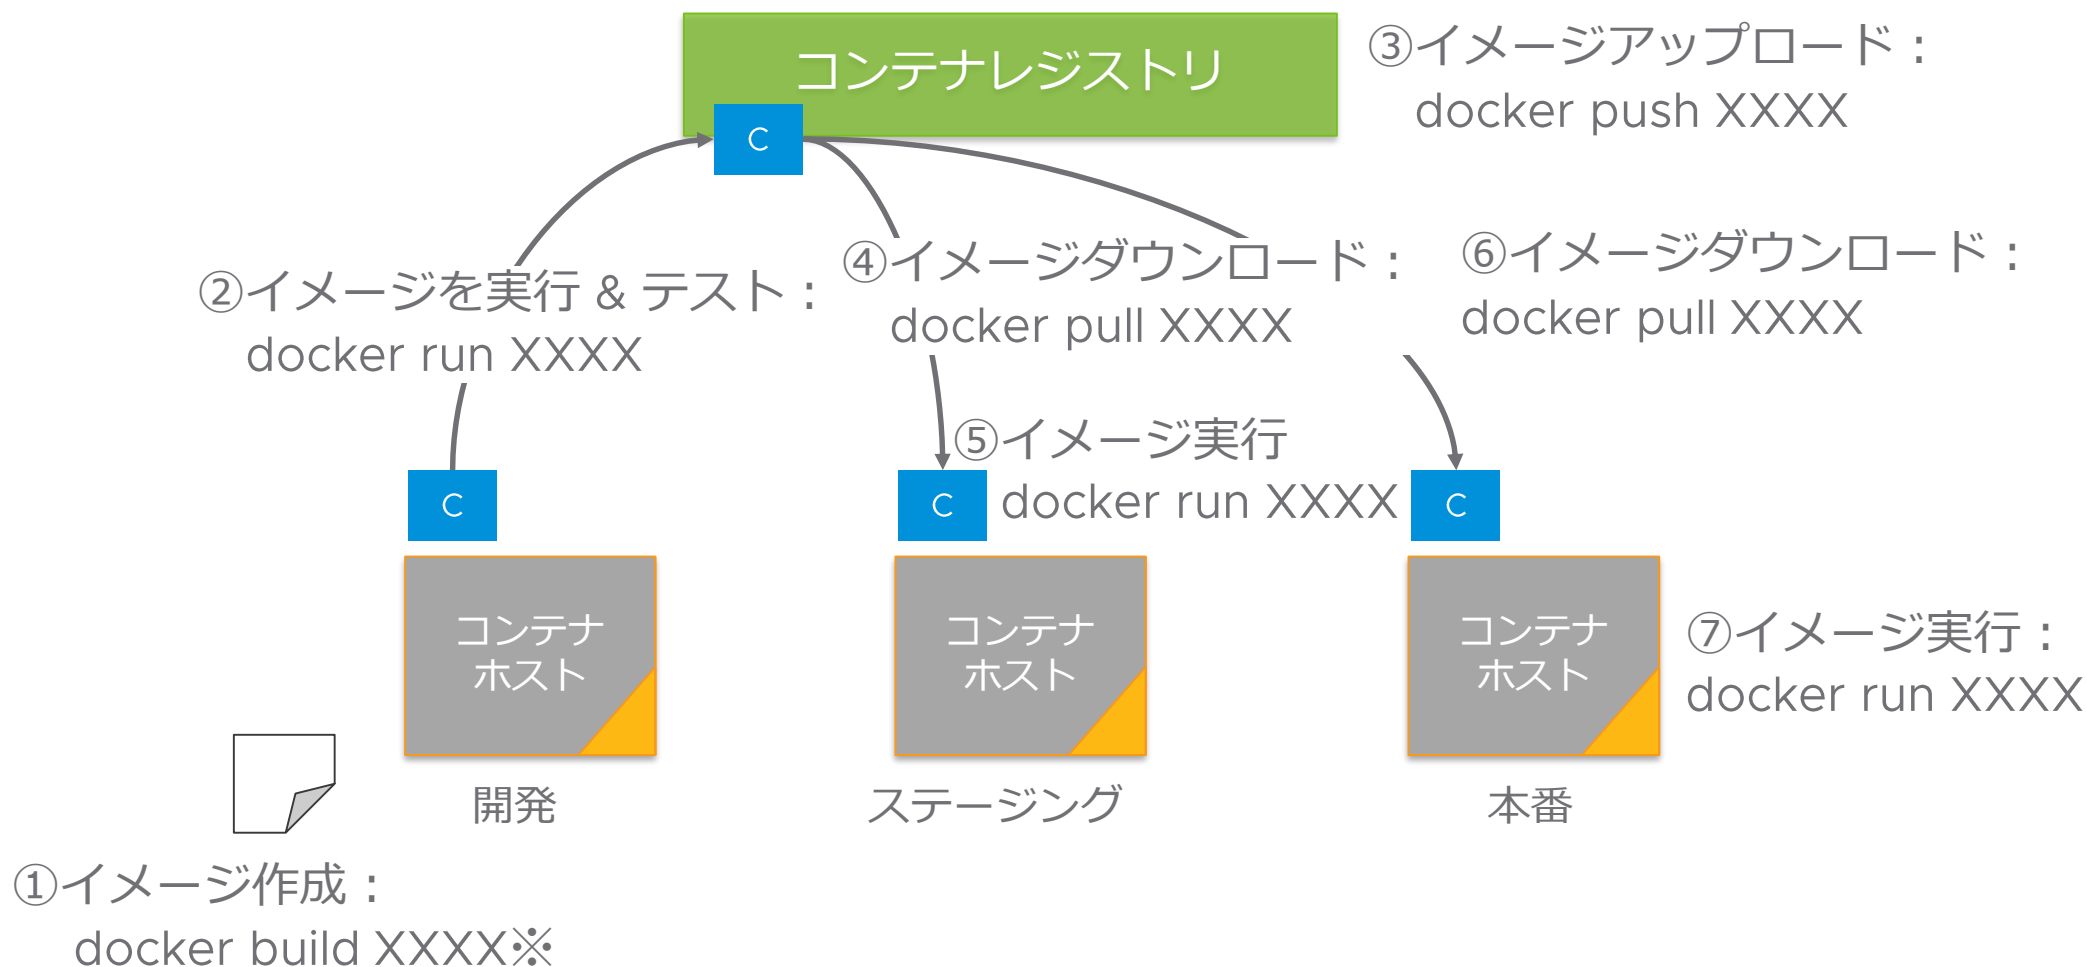 コンテナレジストリ
③イメージアップロード：
docker push XXXX
C
②イメージを実行 & テスト：
docker run XXXX
④イメージダウンロード：
docker pull XXXX
⑥イメージダウンロード：
docker pull XXXX
⑤イメージ実行
docker run XXXX
C
C
C
コンテナ
ホスト
コンテナ
ホスト
コンテナ
ホスト
⑦イメージ実行：
docker run XXXX
開発
ステージング
本番
①イメージ作成：
docker build XXXX※